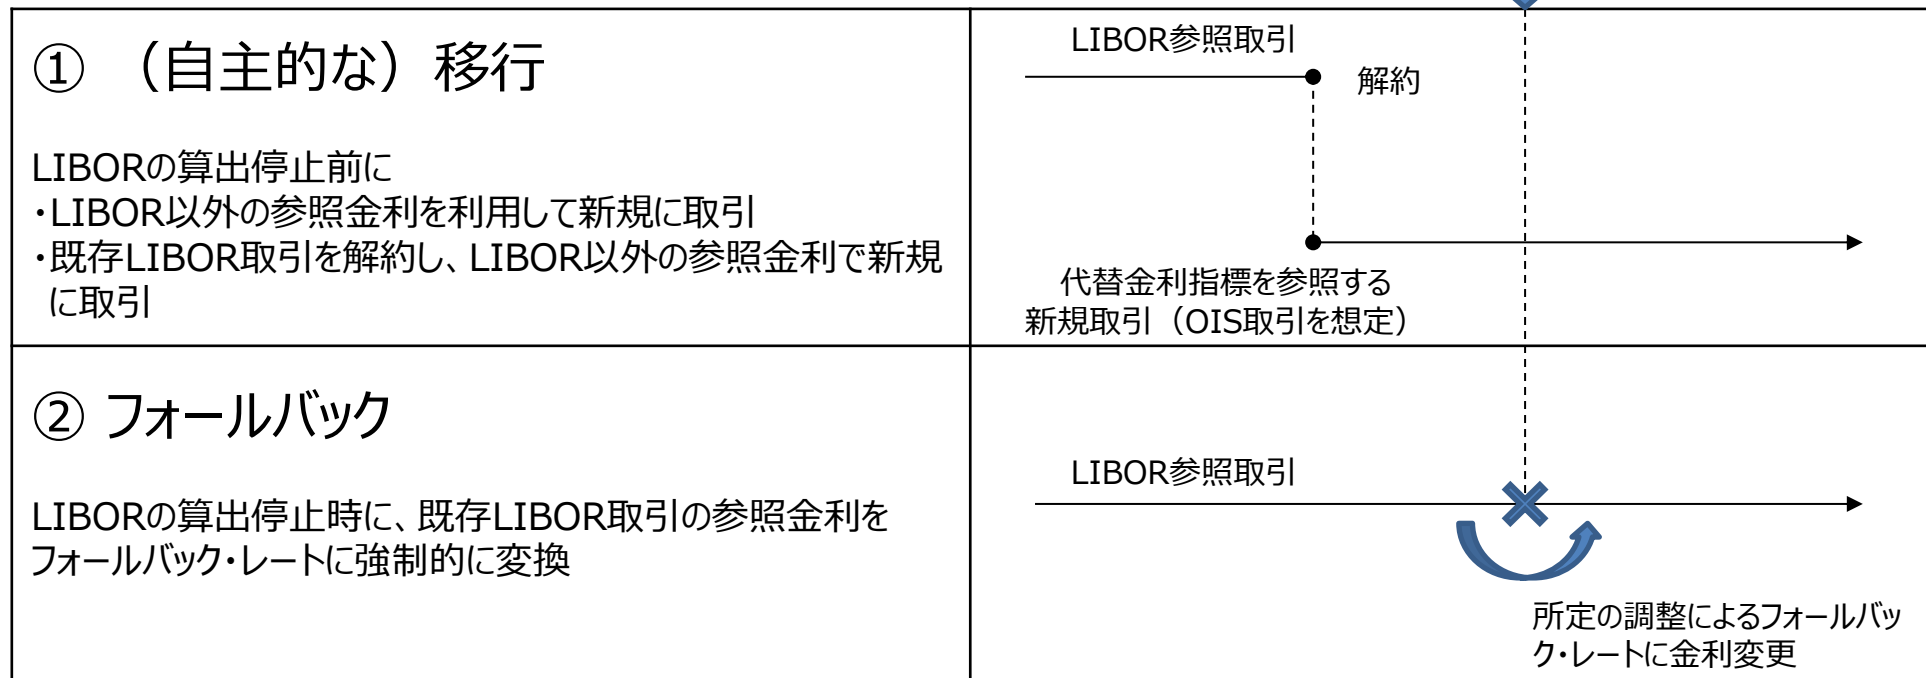 ① （自主的な）移行
LIBORの算出停止前に
・LIBOR以外の参照金利を利用して新規に取引
・既存LIBOR取引を解約し、LIBOR以外の参照金利で新規
に取引
LIBOR参照取引
解約
代替金利指標を参照する
新規取引（OIS取引を想定）
② フォールバック
LIBORの算出停止時に、既存LIBOR取引の参照金利を
フォールバック・レートに強制的に変換
LIBOR参照取引
所定の調整によるフォールバッ
ク・レートに金利変更